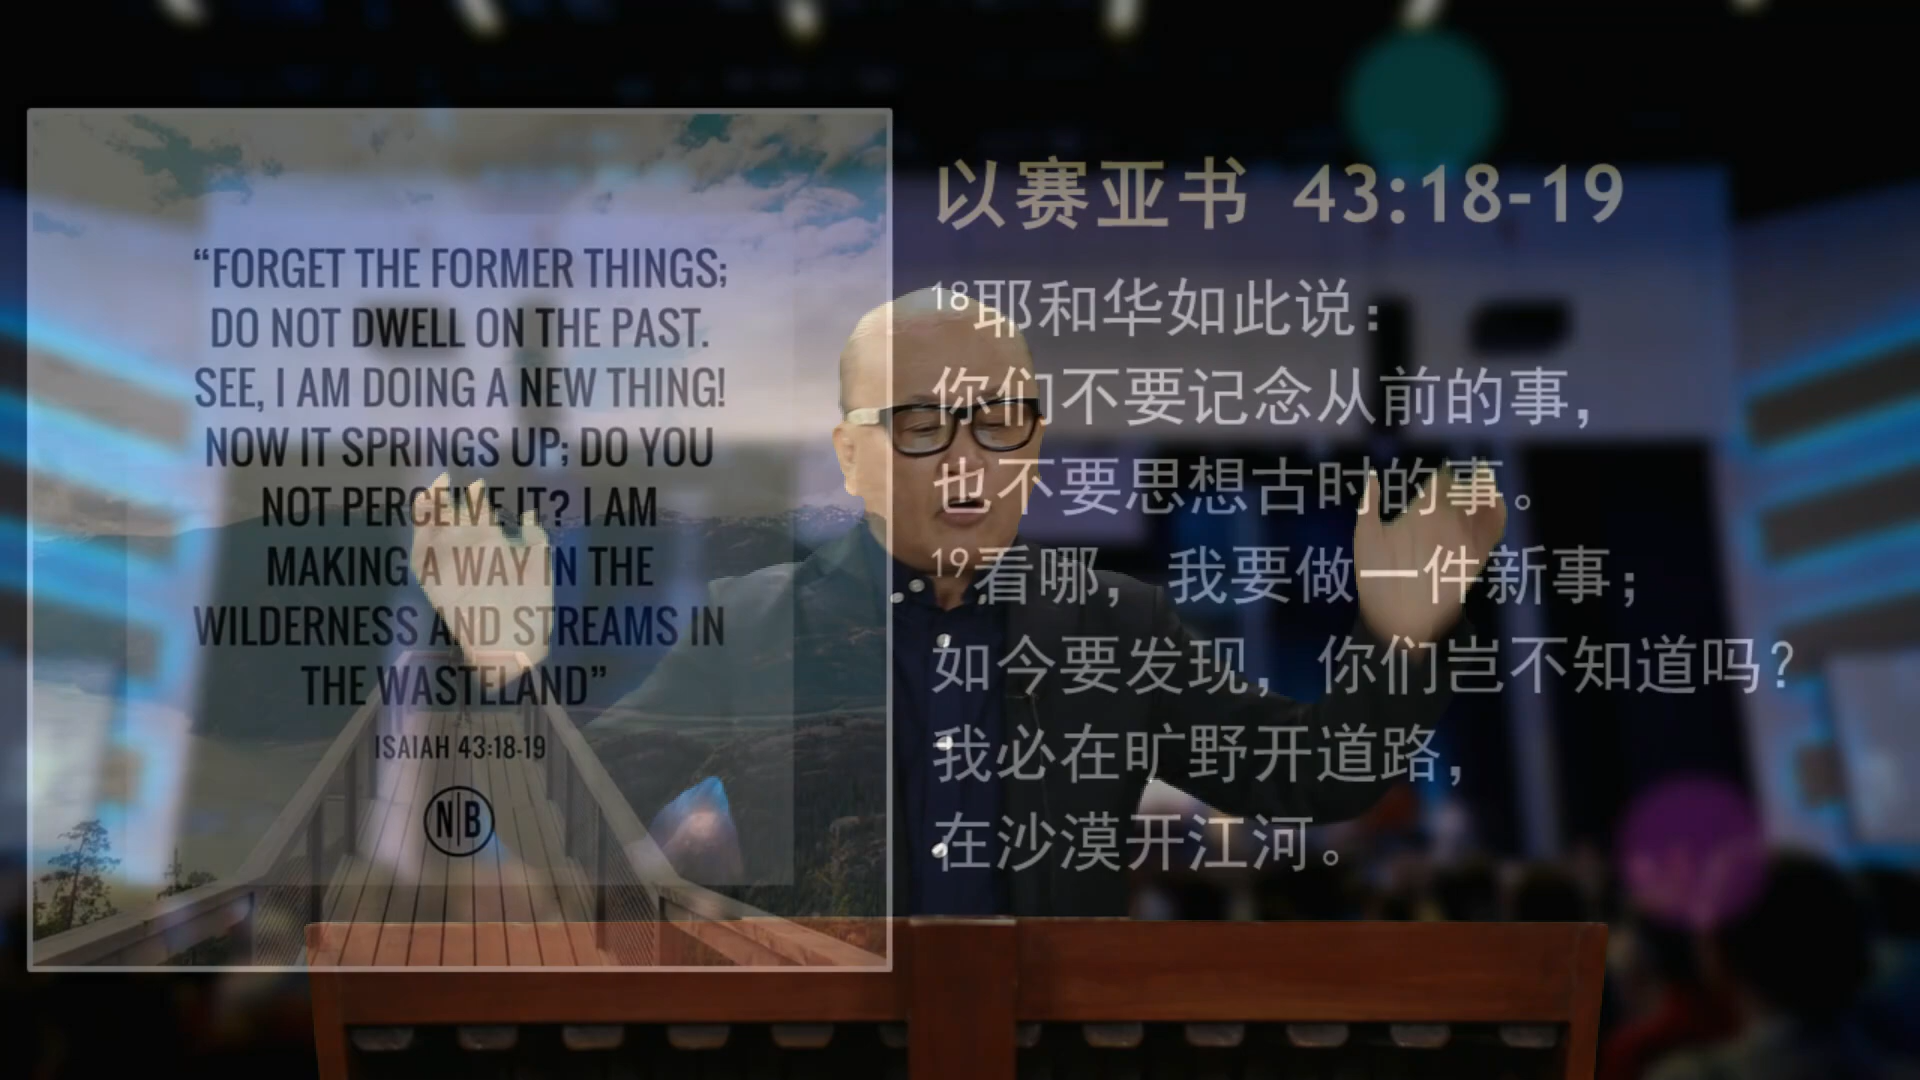 “FORGET THE FORMER THINGS;
DO NOT DWELL ON THE PAST.
SEE, I AM DOING A NEW THING!
NOW IT SPRINGS UP; DO YOU
NOT PERCEIVE IT? I AM
MAKING A WAY IN THE
WILDERNESS AND STREAMS IN
THE WASTELAND”
ISAIAH 43:18-19
N|B
以赛亚书 43:18-19
18耶和华如此说：
你们不要记念从前的事，
也不要思想古时的事。
19看哪，我要做一件新事；
如今要发现，你们岂不知道吗？
我必在旷野开道路，
在沙漠开江河。